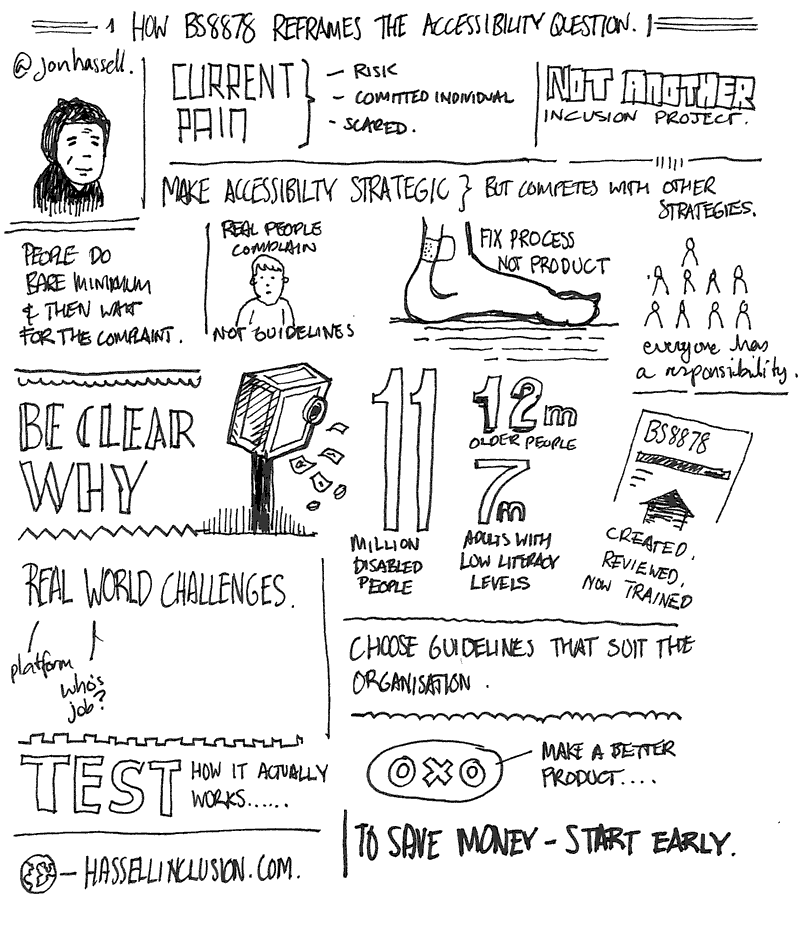 HOW BS8878 REFRAMES THE ACCESSIBILITY QUESTION.
@jonhassell.
CURRENT
PAIN
- RISK
- COMITTED INDIVIDUAL
- SCARED.
NOT ANOTHER
INCUSION PROJECT.
MAKE ACCESSIBILTY STRATEGIC } BUT COMPETES WITH OTHER
STRATEGIES.
PEOPLE DO
BARE MINIMUM
& THEN WAIT
FOR THE COMPLAINT.
REAL PEOPLE
COMPLAIN
NOT GUIDELINES
FIX PROCESS
NOT PRODUCT
everyone has
a responsibility.
BE CLEAR
WHY
11
MILLION
DISABLED
PEOPLE
12m
OLDER PEOPLE
7m
ADULTS WITH
LOW LITERACY
LEVELS
BS8878
CREATED,
REVIEWED,
NOW TRAINED
REAL WORLD CHALLENGES.
platform
who's
job?
CHOOSE GUIDELINES THAT SUIT THE
ORGANISATION.
TEST HOW IT ACTUALLY
WORKS......
OXO
MAKE A BETTER
PRODUCT....
TO SAVE MONEY - START EARLY.
- HASSELLINCLUSION.COM.